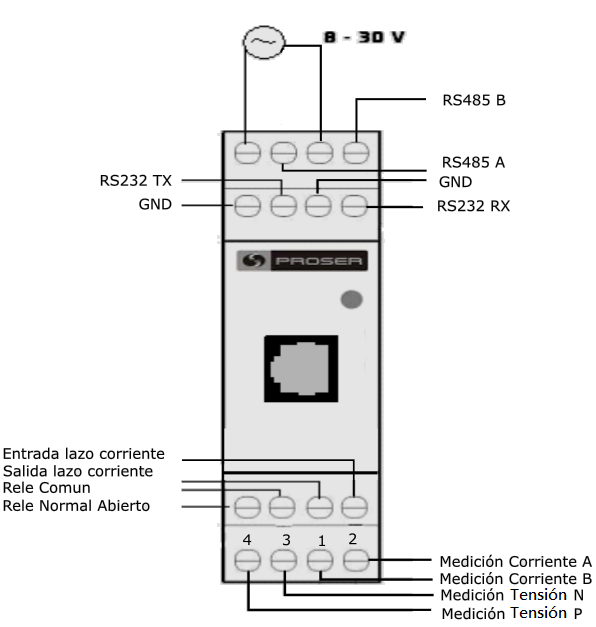 8 - 30 V
RS485 B
RS485 A
RS232 TX
GND
GND
RS232 RX
PROSER
Entrada lazo corriente
Salida lazo corriente
Rele Comun
Rele Normal Abierto
4 3 1 2
Medición Corriente A
Medición Corriente B
Medición Tensión N
Medición Tensión P